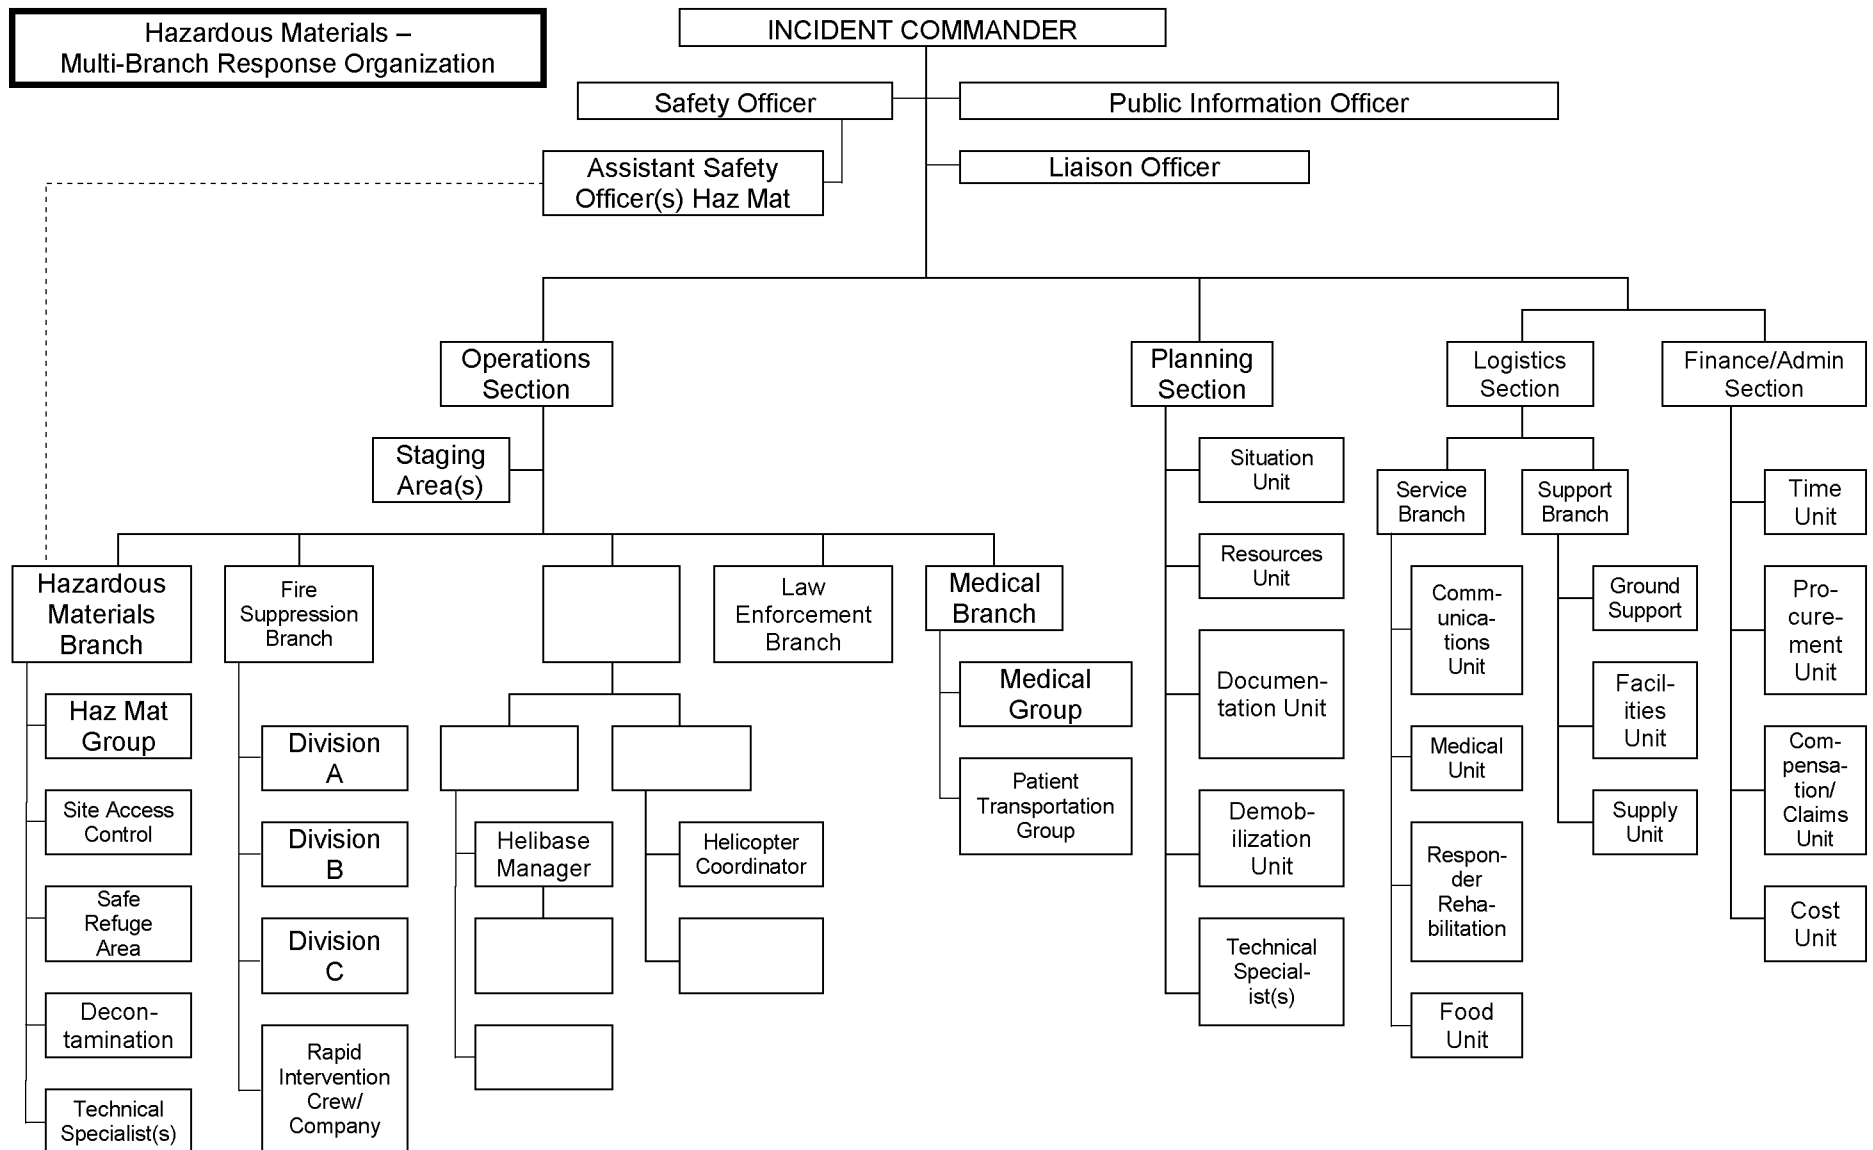 Hazardous Materials –
Multi-Branch Response Organization
INCIDENT COMMANDER
Safety Officer
Public Information Officer
Assistant Safety
Officer(s) Haz Mat
Liaison Officer
Operations
Section
Planning
Section
Logistics
Section
Finance/Admin
Section
Staging
Area(s)
Hazardous
Materials
Branch
Fire
Suppression
Branch
Law
Enforcement
Branch
Medical
Branch
Haz Mat
Group
Site Access
Control
Safe
Refuge
Area
Decon-
tamination
Technical
Specialist(s)
Division
A
Division
B
Division
C
Rapid
Intervention
Crew/
Company
Helibase
Manager
Helicopter
Coordinator
Medical
Group
Patient
Transportation
Group
Situation
Unit
Resources
Unit
Documen-
tation Unit
Demob-
ilization
Unit
Technical
Special-
ist(s)
Service
Branch
Support
Branch
Comm-
unica-
tions
Unit
Medical
Unit
Respon-
der
Reha-
bilitation
Food
Unit
Ground
Support
Facil-
ities
Unit
Supply
Unit
Time
Unit
Pro-
cure-
ment
Unit
Com-
pensa-
tion/
Claims
Unit
Cost
Unit